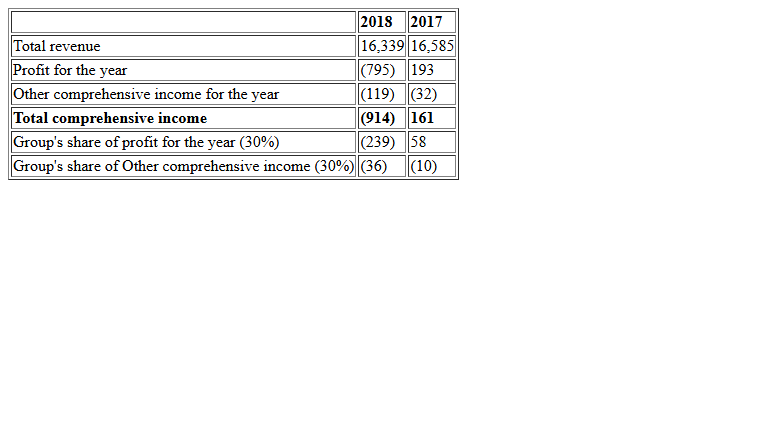 2018 2017
Total revenue 16,339 16,585
Profit for the year (795) 193
Other comprehensive income for the year (119) (32)
Total comprehensive income (914) 161
Group's share of profit for the year (30%) (239) 58
Group's share of Other comprehensive income (30%) (36) (10)